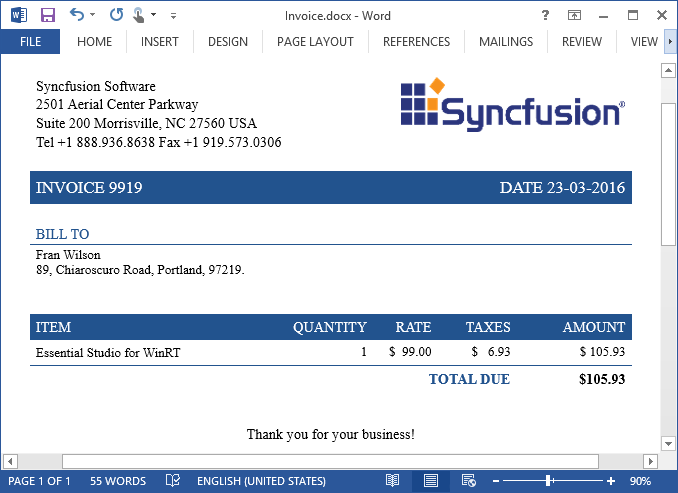 Invoice.docx - Word
?
FILE HOME INSERT DESIGN PAGE LAYOUT REFERENCES MAILINGS REVIEW VIEW
Syncfusion Software
2501 Aerial Center Parkway
Suite 200 Morrisville, NC 27560 USA
Tel +1 888.936.8638 Fax +1 919.573.0306
Syncfusion®
INVOICE 9919 DATE 23-03-2016
BILL TO
Fran Wilson
89, Chiaroscuro Road, Portland, 97219.
ITEM QUANTITY RATE TAXES AMOUNT
Essential Studio for WinRT 1 $ 99.00 $ 6.93 $ 105.93
TOTAL DUE $105.93
Thank you for your business!
PAGE 1 OF 1 55 WORDS ENGLISH (UNITED STATES) 90%